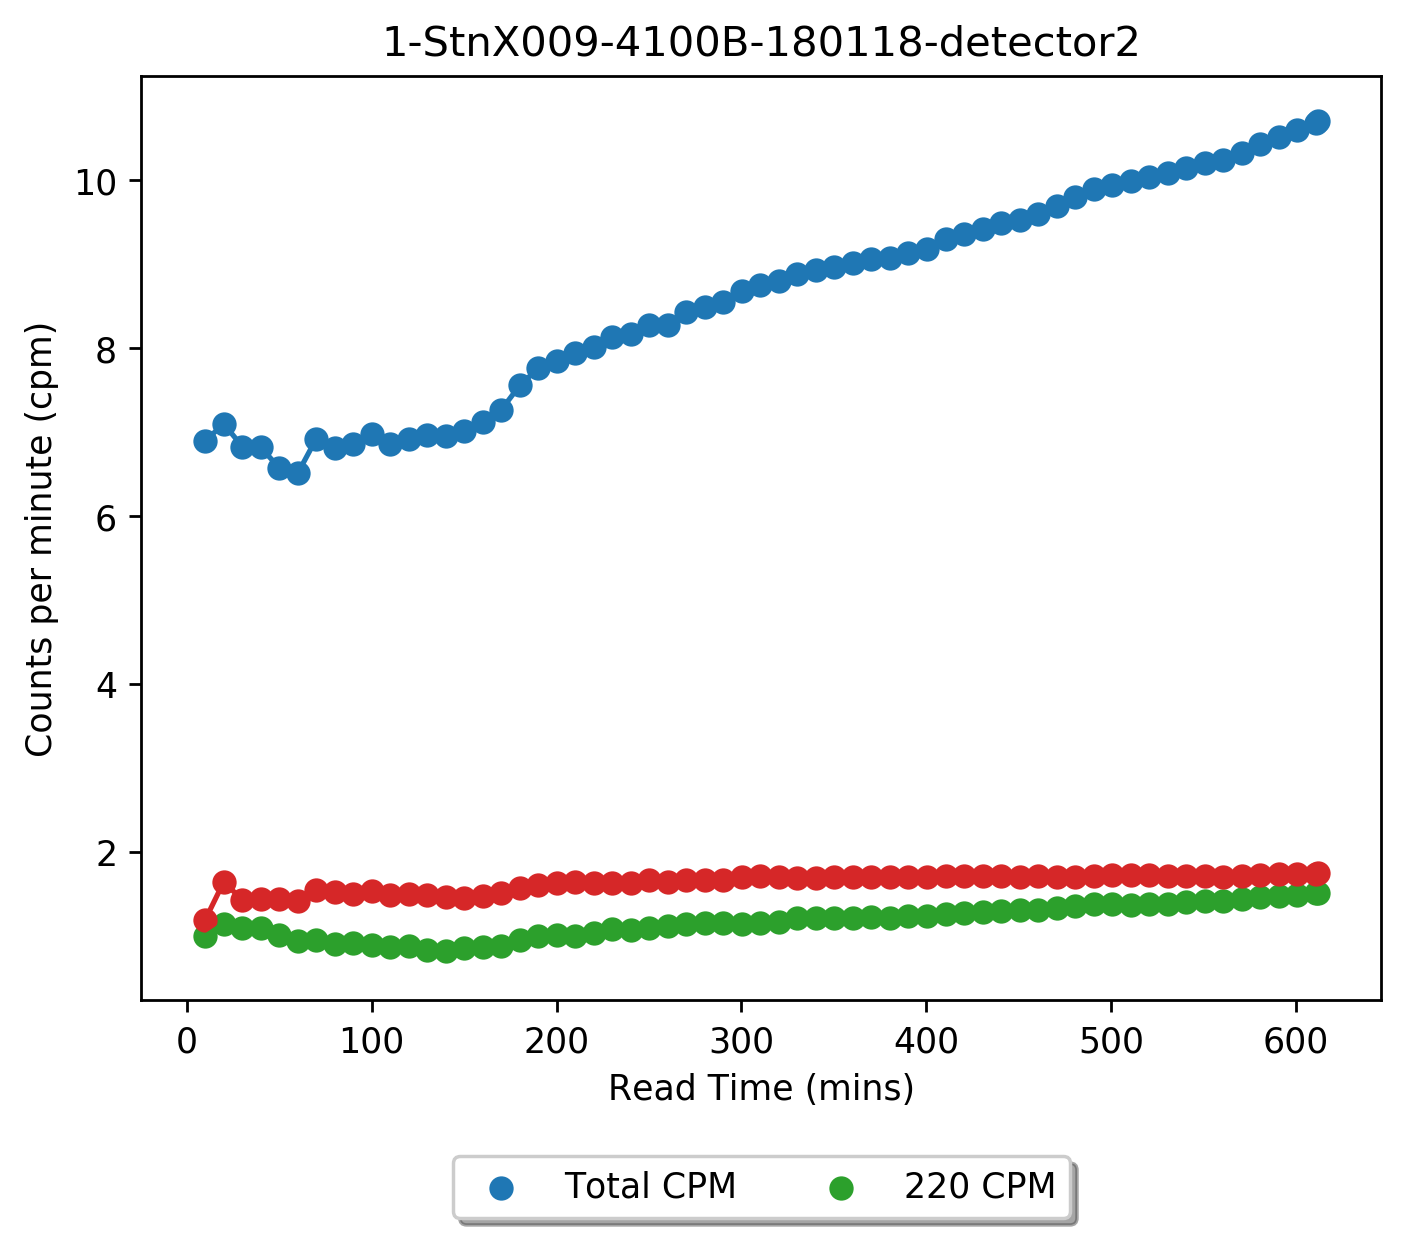 1-StnX009-4100B-180118-detector2
Counts per minute (cpm)
10
8
6
4
2
0 100 200 300 400 500 600
Read Time (mins)
Total CPM 220 CPM